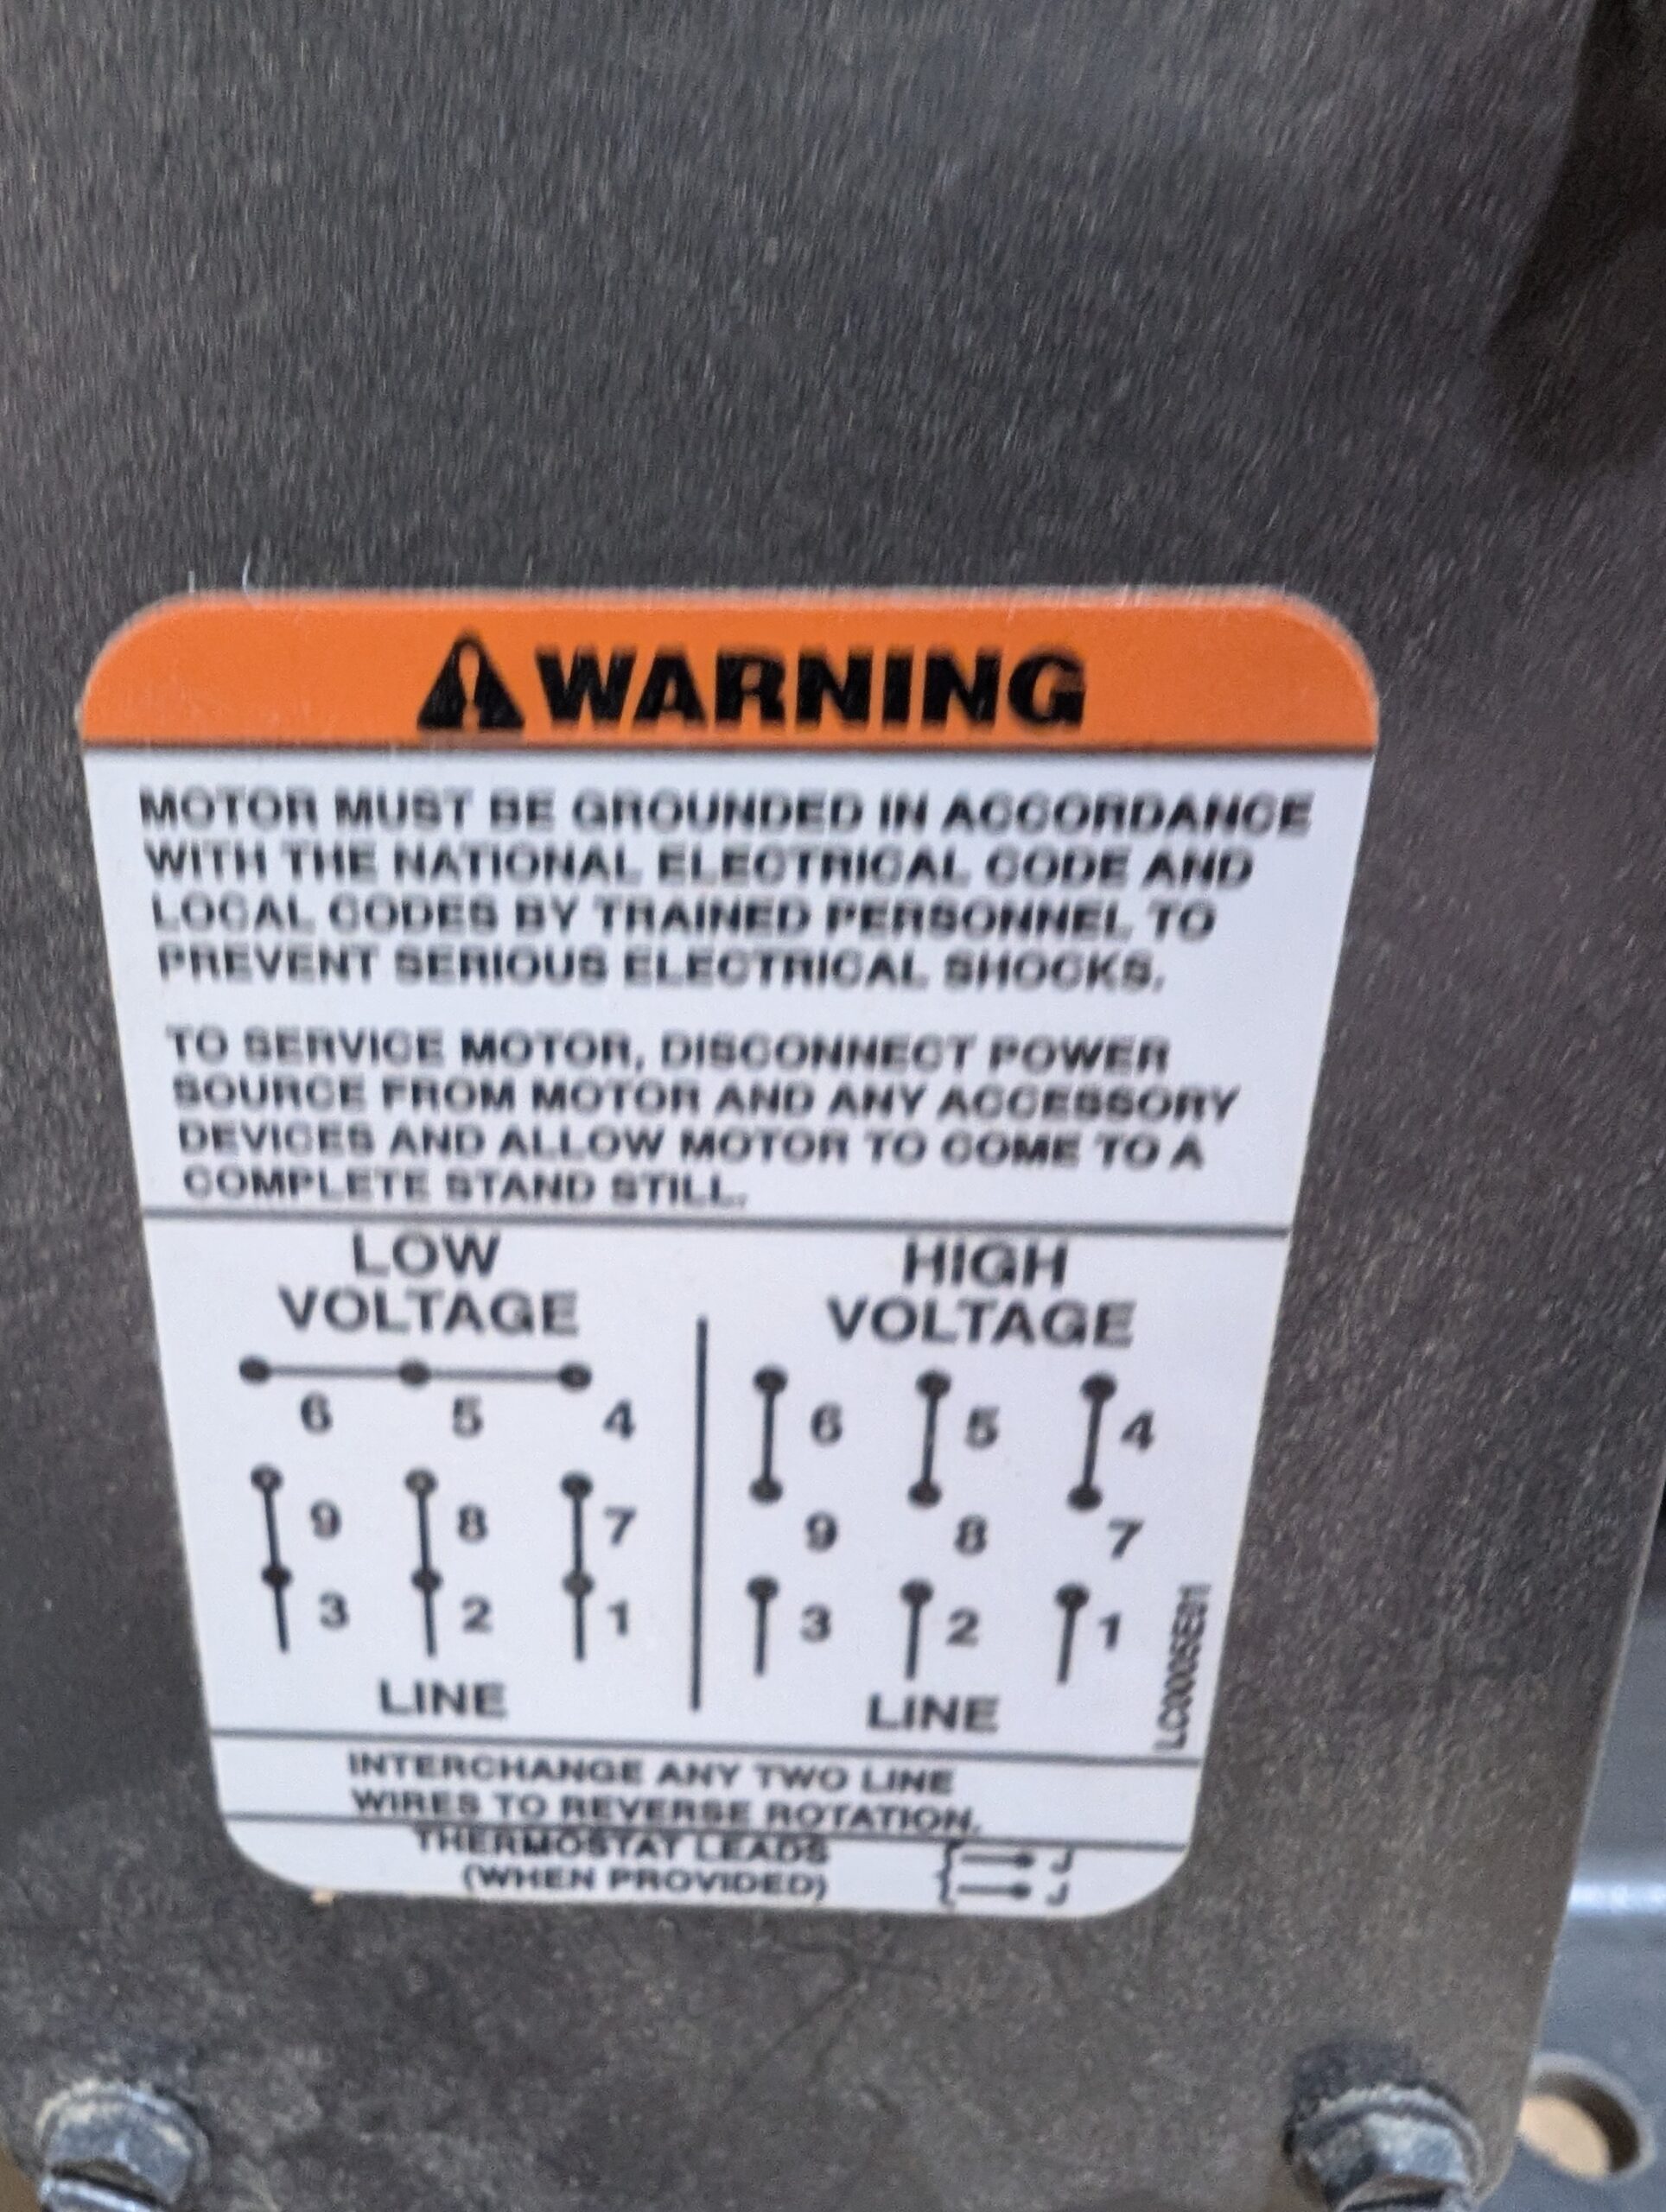 WARNING
MOTOR MUST BE GROUNDED IN ACCORDANCE
WITH THE NATIONAL ELECTRICAL CODE AND
LOCAL CODES BY TRAINED PERSONNEL TO
PREVENT SERIOUS ELECTRICAL SHOCKS.
TO SERVICE MOTOR, DISCONNECT POWER
SOURCE FROM MOTOR AND ANY ACCESSORY
DEVICES AND ALLOW MOTOR TO COME TO A
COMPLETE STAND STILL.
LOW
VOLTAGE
6 5 4
9 8 7
3 2 1
LINE
HIGH
VOLTAGE
6 5 4
9 8 7
3 2 1
LINE
LC0005E01
INTERCHANGE ANY TWO LINE
WIRES TO REVERSE ROTATION.
THERMOSTAT LEADS
(WHEN PROVIDED)
J
J